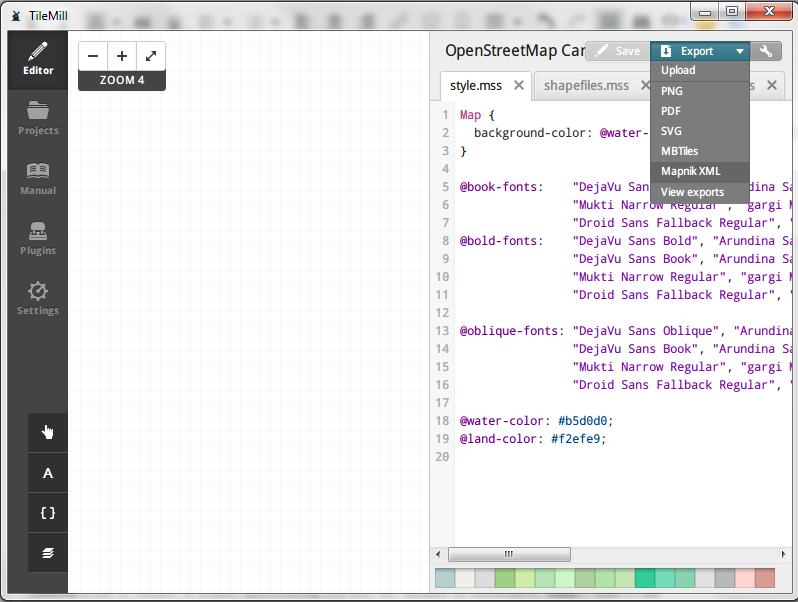 TileMill
Editor
Projects
Manual
Plugins
Settings
ZOOM 4
A
{ }
OpenStreetMap Car
Save
Export
Upload
PNG
PDF
SVG
MBTiles
Mapnik XML
View exports
style.mss
shapefiles.mss
s
1 Map {
2 background-color: @water-
3 }
4
5 @book-fonts: "DejaVu San Arundina Sa
6 "Mukti Narrow Regular", "gargi M
7 "Droid Sans Fallback Regular", "
8 @bold-fonts: "DejaVu Sans Bold", "Arundina Sa
9 "DejaVu Sans Book", "Arundina Sa
10 "Mukti Narrow Regular", "gargi M
11 "Droid Sans Fallback Regular", "
12
13 @oblique-fonts: "DejaVu Sans Oblique", "Arundina
14 "DejaVu Sans Book", "Arundina Sa
15 "Mukti Narrow Regular", "gargi M
16 "Droid Sans Fallback Regular", "
17
18 @water-color: #b5d0d0;
19 @land-color: #f2efe9;
20